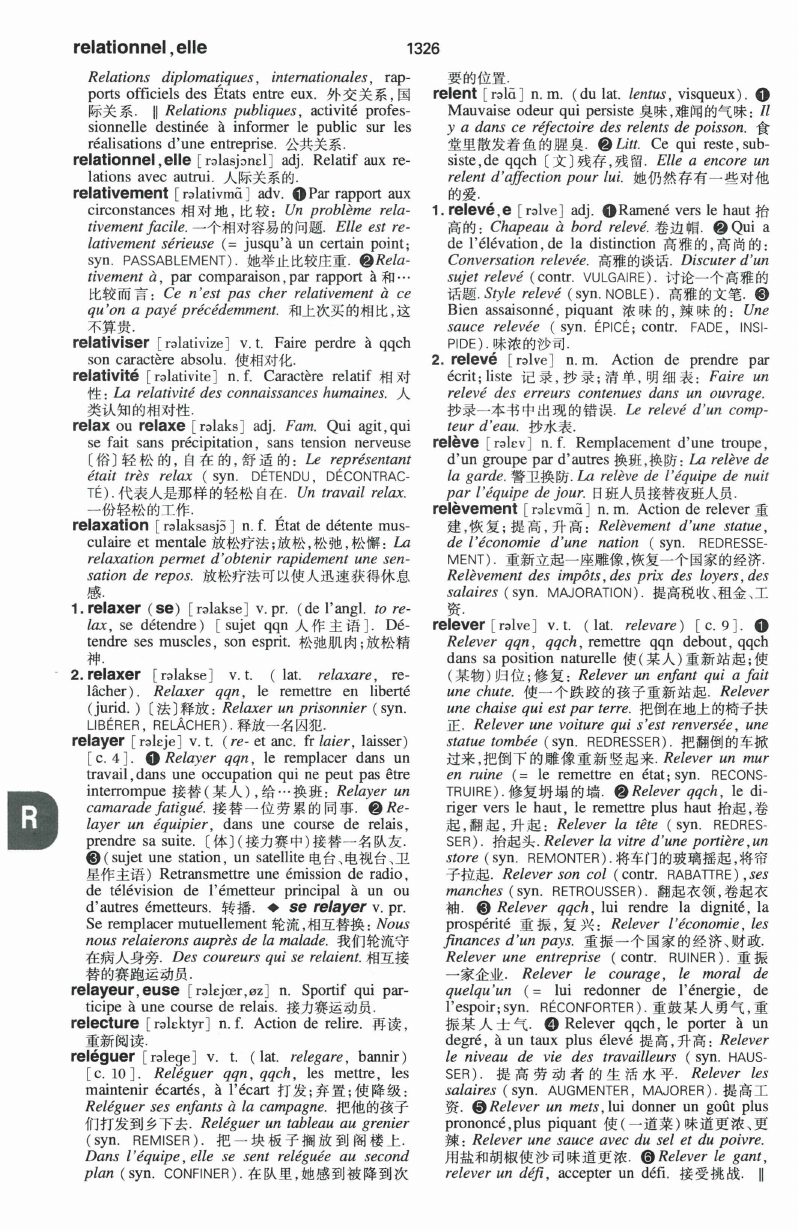 relationnel,elle
1326
Relations diplomatiques, internationales, rap-
ports officiels des États entre eux. 外交关系,国
际关系. ‖ Relations publiques, activité profes-
sionnelle destinée à informer le public sur les
réalisations d'une entreprise. 公共关系.
relationnel,elle [rəlasjɔnɛl] adj. Relatif aux re-
lations avec autrui. 人际关系的.
relativement [rəlativmɑ̃] adv. ❶Par rapport aux
circonstances 相对地,比较: Un problème rela-
tivement facile. 一个相对容易的问题. Elle est re-
lativement sérieuse (= jusqu'à un certain point;
syn. PASSABLEMENT). 她举止比较庄重. ❷Rela-
tivement à, par comparaison,par rapport à 和…
比较而言: Ce n'est pas cher relativement à ce
qu'on a payé précédemment. 和上次买的相比,这
不算贵.
relativiser [rəlativize] v.t. Faire perdre à qqch
son caractère absolu. 使相对化.
relativité [rəlativite] n.f. Caractère relatif 相对
性: La relativité des connaissances humaines. 人
类认知的相对性.
relax ou relaxe [rəlaks] adj. Fam. Qui agit,qui
se fait sans précipitation, sans tension nerveuse
〔俗〕轻松的,自在的,舒适的: Le représentant
était très relax (syn. DÉTENDU, DÉCONTRAC-
TÉ). 代表人是那样的轻松自在. Un travail relax.
一份轻松的工作.
relaxation [rəlaksasjɔ̃] n.f. État de détente mus-
culaire et mentale 放松疗法;放松,松弛,松懈: La
relaxation permet d'obtenir rapidement une sen-
sation de repos. 放松疗法可以使人迅速获得休息
感.
1. relaxer (se) [rəlakse] v.pr. (de l'angl. to re-
lax, se détendre) [sujet qqn 人作主语]. Dé-
tendre ses muscles, son esprit. 松弛肌肉;放松精
神.
2. relaxer [rəlakse] v.t. (lat. relaxare, re-
lâcher). Relaxer qqn, le remettre en liberté
(jurid.) 〔法〕释放: Relaxer un prisonnier (syn.
LIBÉRER, RELÂCHER). 释放一名囚犯.
relayer [rəlɛje] v.t. (re- et anc. fr laier, laisser)
[c. 4]. ❶ Relayer qqn, le remplacer dans un
travail,dans une occupation qui ne peut pas être
interrompue 接替(某人),给…换班: Relayer un
camarade fatigué. 接替一位劳累的同事. ❷Re-
layer un équipier, dans une course de relais,
prendre sa suite. 〔体〕(接力赛中)接替一名队友.
❸(sujet une station, un satellite 电台、电视台、卫
星作主语) Retransmettre une émission de radio,
de télévision de l'émetteur principal à un ou
d'autres émetteurs. 转播. ◆ se relayer v.pr.
Se remplacer mutuellement 轮流,相互替换: Nous
nous relaierons auprès de la malade. 我们轮流守
在病人身旁. Des coureurs qui se relaient. 相互接
替的赛跑运动员.
relayeur,euse [rəlɛjœr,øz] n. Sportif qui par-
ticipe à une course de relais. 接力赛运动员.
relecture [rəlɛktyr] n.f. Action de relire. 再读,
重新阅读.
reléguer [rəlege] v. t. (lat. relegare, bannir)
[c. 10]. Reléguer qqn, qqch, les mettre, les
maintenir écartés, à l'écart 打发;弃置;使降级:
Reléguer ses enfants à la campagne. 把他的孩子
们打发到乡下去. Reléguer un tableau au grenier
(syn. REMISER). 把一块板子搁放到阁楼上.
Dans l'équipe,elle se sent reléguée au second
plan (syn. CONFINER). 在队里,她感到被降到次
R
要的位置.
relent [rəlɑ̃] n.m. (du lat. lentus, visqueux). ❶
Mauvaise odeur qui persiste 臭味,难闻的气味: Il
y a dans ce réfectoire des relents de poisson. 食
堂里散发着鱼的腥臭. ❷ Litt. Ce qui reste,sub-
siste,de qqch 〔文〕残存,残留. Elle a encore un
relent d'affection pour lui. 她仍然存有一些对他
的爱.
1. relevé,e [rəlve] adj. ❶Ramené vers le haut 抬
高的: Chapeau à bord relevé. 卷边帽. ❷Qui a
de l'élévation,de la distinction 高雅的,高尚的:
Conversation relevée. 高雅的谈话. Discuter d'un
sujet relevé (contr. VULGAIRE). 讨论一个高雅的
话题. Style relevé (syn. NOBLE). 高雅的文笔. ❸
Bien assaisonné, piquant 浓味的,辣味的: Une
sauce relevée (syn. ÉPICÉ; contr. FADE, INSI-
PIDE). 味浓的沙司.
2. relevé [rəlve] n.m. Action de prendre par
écrit;liste 记录,抄录;清单,明细表: Faire un
relevé des erreurs contenues dans un ouvrage.
抄录一本书中出现的错误. Le relevé d'un comp-
teur d'eau. 抄水表.
relève [rəlɛv] n.f. Remplacement d'une troupe,
d'un groupe par d'autres 换班,换防: La relève de
la garde. 警卫换防. La relève de l'équipe de nuit
par l'équipe de jour. 日班人员接替夜班人员.
relèvement [rəlɛvmɑ̃] n.m. Action de relever 重
建,恢复;提高,升高: Relèvement d'une statue,
de l'économie d'une nation (syn. REDRESSE-
MENT). 重新立起一座雕像,恢复一个国家的经济.
Relèvement des impôts,des prix des loyers,des
salaires (syn. MAJORATION). 提高税收、租金、工
资.
relever [rəlve] v.t. (lat. relevare) [c. 9]. ❶
Relever qqn, qqch, remettre qqn debout, qqch
dans sa position naturelle 使(某人)重新站起;使
(某物)归位;修复: Relever un enfant qui a fait
une chute. 使一个跌跤的孩子重新站起. Relever
une chaise qui est par terre. 把倒在地上的椅子扶
正. Relever une voiture qui s'est renversée, une
statue tombée (syn. REDRESSER). 把翻倒的车掀
过来,把倒下的雕像重新竖起来. Relever un mur
en ruine (= le remettre en état; syn. RECONS-
TRUIRE). 修复坍塌的墙. ❷Relever qqch, le di-
riger vers le haut, le remettre plus haut 抬起,卷
起,翻起,升起: Relever la tête (syn. REDRES-
SER). 抬起头. Relever la vitre d'une portière,un
store (syn. REMONTER). 将车门的玻璃摇起,将帘
子拉起. Relever son col (contr. RABATTRE),ses
manches (syn. RETROUSSER). 翻起衣领,卷起衣
袖. ❸ Relever qqch, lui rendre la dignité, la
prospérité 重振,复兴: Relever l'économie, les
finances d'un pays. 重振一个国家的经济、财政.
Relever une entreprise (contr. RUINER). 重振
一家企业. Relever le courage, le moral de
quelqu'un (= lui redonner de l'énergie, de
l'espoir;syn. RÉCONFORTER). 重鼓某人勇气,重
振某人士气. ❹ Relever qqch, le porter à un
degré, à un taux plus élevé 提高,升高: Relever
le niveau de vie des travailleurs (syn. HAUS-
SER). 提高劳动者的生活水平. Relever les
salaires (syn. AUGMENTER, MAJORER). 提高工
资. ❺Relever un mets,lui donner un goût plus
prononcé,plus piquant 使(一道菜)味道更浓、更
辣: Relever une sauce avec du sel et du poivre.
用盐和胡椒使沙司味道更浓. ❻Relever le gant,
relever un défi, accepter un défi. 接受挑战. ‖